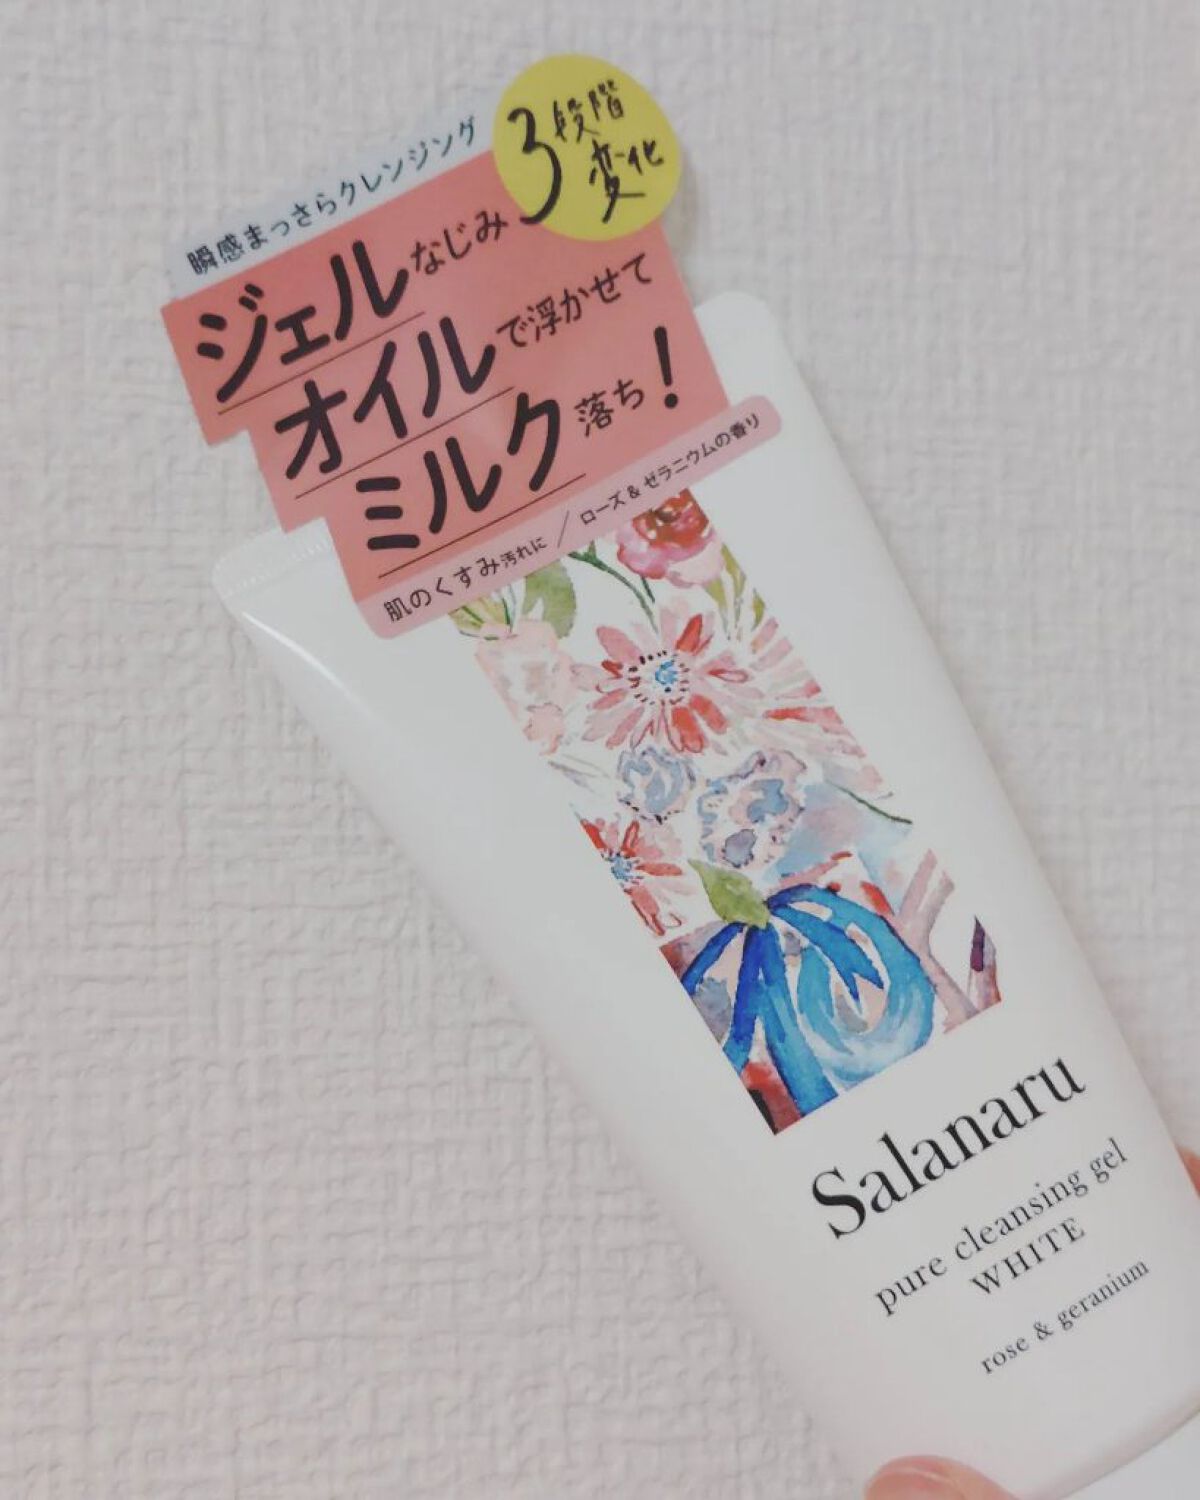 3段階
変化
瞬感まっさらクレンジング
ジェルなじみ
オイルで浮かせて
ミルク落ち!
肌のくすみ汚れに / ローズ&ゼラニウムの香り
Salanaru
pure cleansing gel
WHITE
rose & geranium